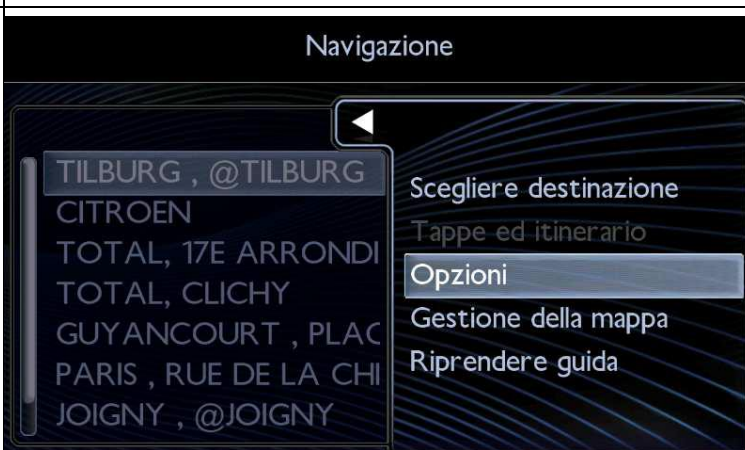 Navigazione
TILBURG , @TILBURG
CITROEN
TOTAL, 17E ARRONDI
TOTAL, CLICHY
GUYANCOURT , PLAC
PARIS , RUE DE LA CHI
JOIGNY , @JOIGNY
Scegliere destinazione
Tappe ed itinerario
Opzioni
Gestione della mappa
Riprendere guida